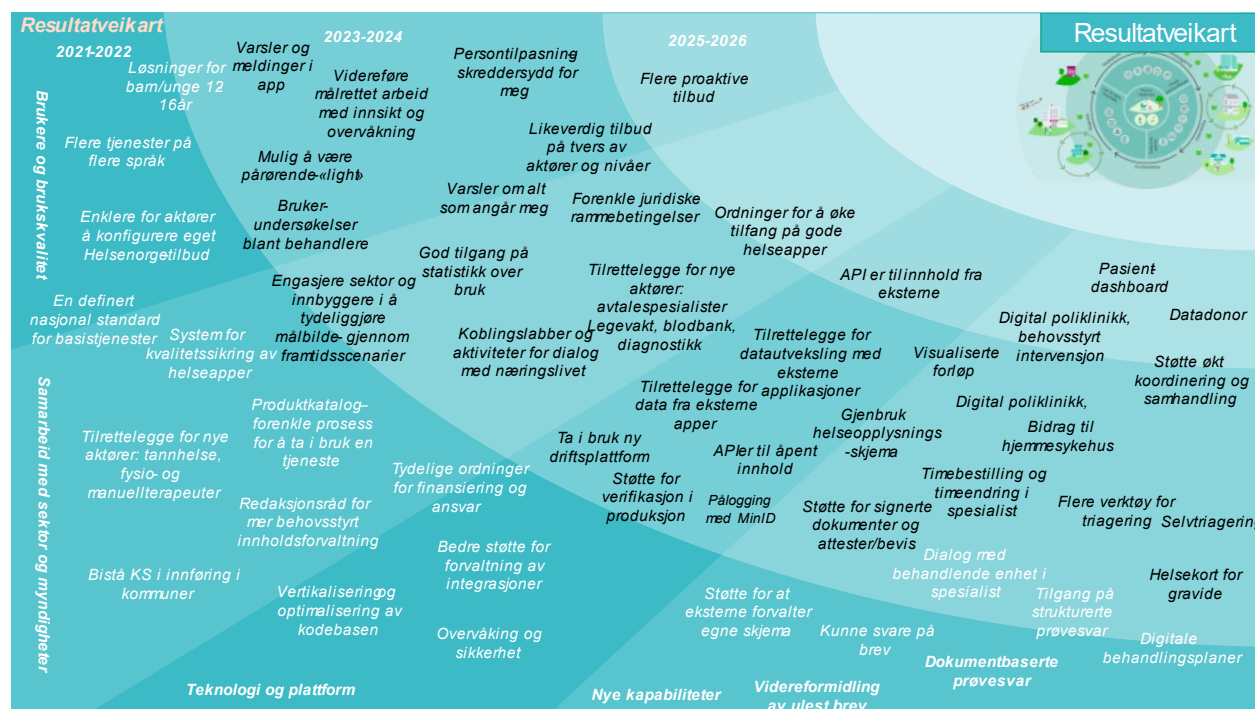 Resultatveikart
Resultatveikart
2021-2022
2023-2024
2025-2026
Brukere og brukskvalitet
Løsninger for
barn/unge 12
16år
Flere tjenester på
flere språk
Enklere for aktører
å konfigurere eget
Helsenorgetilbud
En definert
nasjonal standard
for basistjenester
System for
kvalitetssikring av
helseapper
Varsler og
meldinger i
app
Videreføre
målrettet arbeid
med innsikt og
overvåkning
Mulig å være
pårørende-«light»
Bruker-
undersøkelser
blant behandlere
Engasjere sektor og
innbyggere i å
tydeliggjøre
målbilde- gjennom
framtidsscenarier
Persontilpasning-
skreddersydd for
meg
Likeverdig tilbud
på tvers av
aktører og nivåer
Varsler om alt
som angår meg
God tilgang på
statistikk over
bruk
Koblingslabber og
aktiviteter for dialog
med næringslivet
Flere proaktive
tilbud
Forenkle juridiske
rammebetingelser
Ordninger for å øke
tilfang på gode
helseapper
Tilrettelegge for nye
aktører:
avtalespesialister
Legevakt, blodbank,
diagnostikk
API er til innhold fra
eksterne
Pasient-
dashboard
Datadonor
Digital poliklinikk,
behovsstyrt
intervensjon
Støtte økt
koordinering og
samhandling
Tilrettelegge for
datautveksling med
eksterne
applikasjoner
Visualiserte
forløp
Tilrettelegge for
data fra eksterne
apper
Gjenbruk
helseopplysnings
-skjema
Digital poliklinikk,
Bidrag til
hjemmesykehus
Samarbeid med sektor og myndigheter
Tilrettelegge for nye
aktører: tannhelse,
fysio- og
manuellterapeuter
Bistå KS i innføring i
kommuner
Produktkatalog–
forenkle prosess
for å ta i bruk en
tjeneste
Redaksjonsråd for
mer behovsstyrt
innholdsforvaltning
Tydelige ordninger
for finansiering og
ansvar
Ta i bruk ny
driftsplattform
Støtte for
verifikasjon i
produksjon
APIer til åpent
innhold
Pålogging
med MinID
Støtte for signerte
dokumenter og
attester/bevis
Timebestilling og
timeendring i
spesialist
Flere verktøy for
triagering
Selvtriagering
Bedre støtte for
forvaltning av
integrasjoner
Vertikalisering og
optimalisering av
kodebasen
Overvåking og
sikkerhet
Støtte for at
eksterne forvalter
egne skjema
Dialog med
behandlende enhet i
spesialist
Kunne svare på
brev
Tilgang på
strukturerte
prøvesvar
Helsekort for
gravide
Digitale
behandlingsplaner
Dokumentbaserte
prøvesvar
Teknologi og plattform
Nye kapabiliteter
Videreformidling
av ulest brev